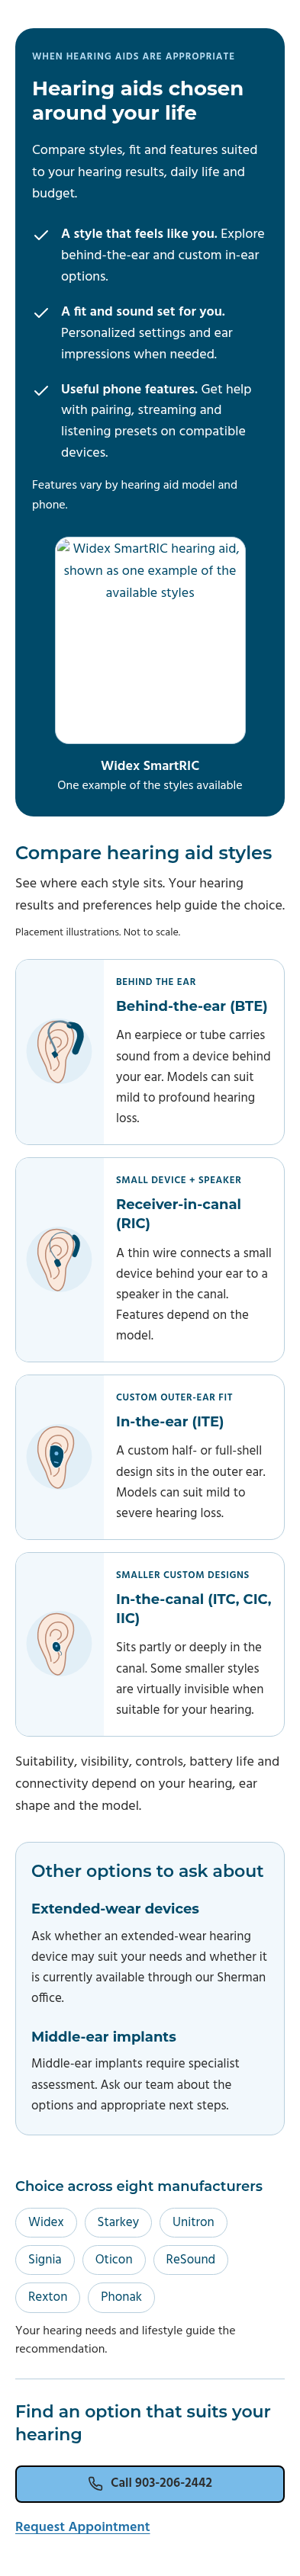 WHEN HEARING AIDS ARE APPROPRIATE
Hearing aids chosen
around your life
Compare styles, fit and features suited
to your hearing results, daily life and
budget.
A style that feels like you. Explore
behind-the-ear and custom in-ear
options.
A fit and sound set for you.
Personalized settings and ear
impressions when needed.
Useful phone features. Get help
with pairing, streaming and
listening presets on compatible
devices.
Features vary by hearing aid model and
phone.
Widex SmartRIC hearing aid,
shown as one example of the
available styles
Widex SmartRIC
One example of the styles available
Compare hearing aid styles
See where each style sits. Your hearing
results and preferences help guide the choice.
Placement illustrations. Not to scale.
BEHIND THE EAR
Behind-the-ear (BTE)
An earpiece or tube carries
sound from a device behind
your ear. Models can suit
mild to profound hearing
loss.
SMALL DEVICE + SPEAKER
Receiver-in-canal
(RIC)
A thin wire connects a small
device behind your ear to a
speaker in the canal.
Features depend on the
model.
CUSTOM OUTER-EAR FIT
In-the-ear (ITE)
A custom half- or full-shell
design sits in the outer ear.
Models can suit mild to
severe hearing loss.
SMALLER CUSTOM DESIGNS
In-the-canal (ITC, CIC,
IIC)
Sits partly or deeply in the
canal. Some smaller styles
are virtually invisible when
suitable for your hearing.
Suitability, visibility, controls, battery life and
connectivity depend on your hearing, ear
shape and the model.
Other options to ask about
Extended-wear devices
Ask whether an extended-wear hearing
device may suit your needs and whether it
is currently available through our Sherman
office.
Middle-ear implants
Middle-ear implants require specialist
assessment. Ask our team about the
options and appropriate next steps.
Choice across eight manufacturers
Widex Starkey Unitron
Signia Oticon ReSound
Rexton Phonak
Your hearing needs and lifestyle guide the
recommendation.
Find an option that suits your
hearing
Call 903-206-2442
Request Appointment